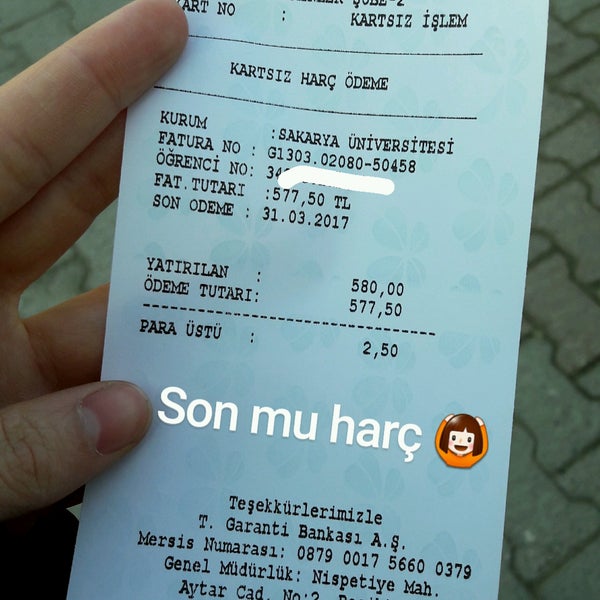 ŞUBE-2
KART NO : KARTSIZ İŞLEM
KARTSIZ HARÇ ÖDEME
KURUM :SAKARYA ÜNİVERSİTESİ
FATURA NO : G1303.02080-50458
ÖĞRENCİ NO: 34
FAT.TUTARI :577,50 TL
SON ODEME : 31.03.2017
YATIRILAN : 580,00
ÖDEME TUTARI: 577,50
PARA ÜSTÜ : 2,50
Son mu harç
Teşekkürlerimizle
T. Garanti Bankası A.Ş.
Mersis Numarası: 0879 0017 5660 0379
Genel Müdürlük: Nispetiye Mah.
Aytar Cad. No:2